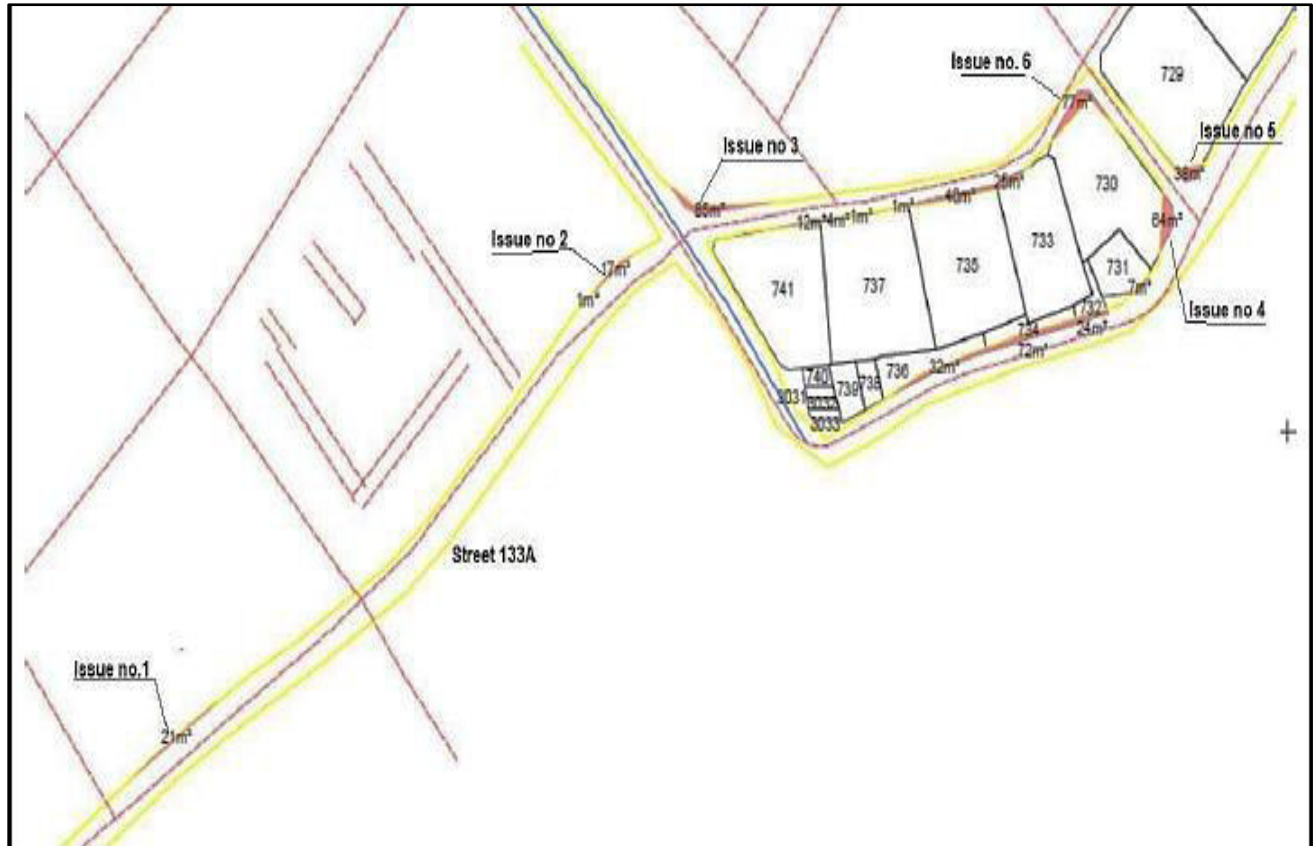 Issue no. 6
729
77m²
Issue no 5
Issue no 3
38m²
26m²
730
85m²
40m²
1m²
12m²
4m²
1m²
64m²
Issue no 2
733
17m²
735
731
741
737
7m²
1m²
732
Issue no 4
734
24m²
72m²
32m²
736
740
738
739
3031
3032
3033
Street 133A
Issue no.1
21m²